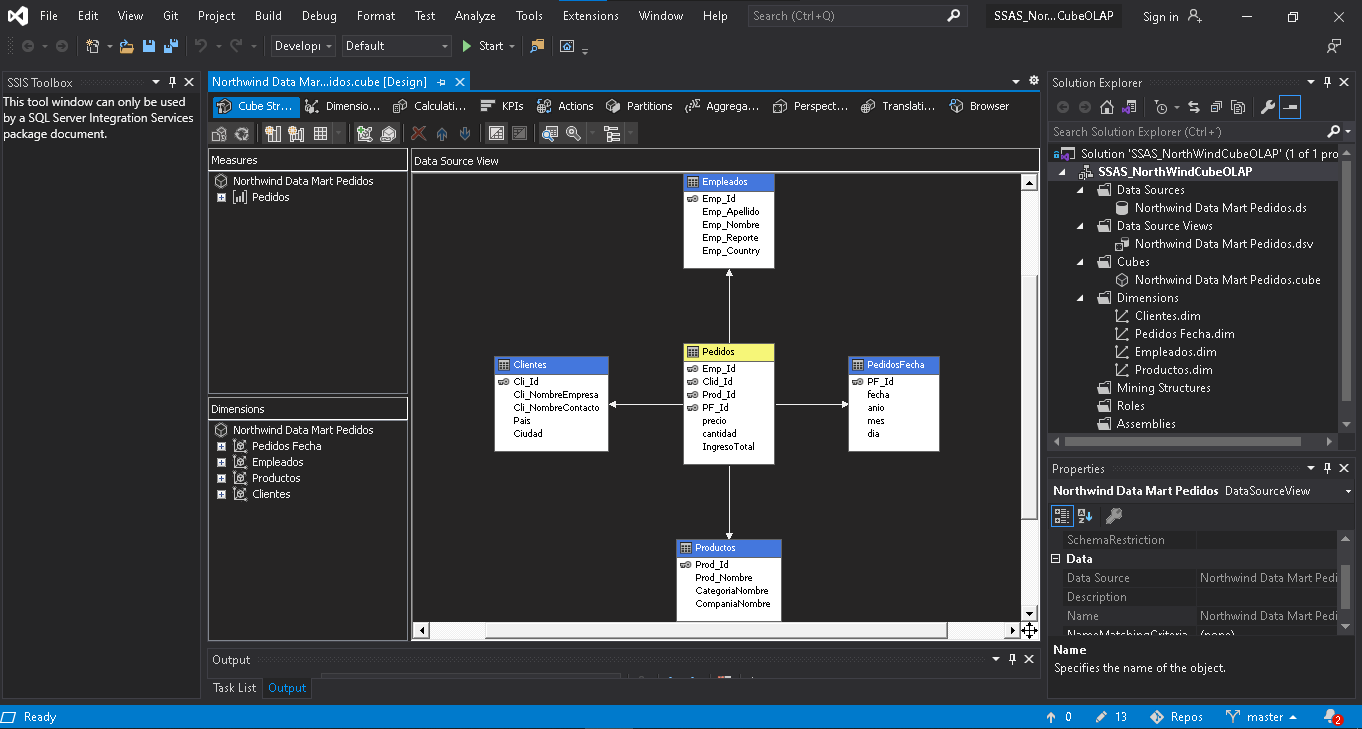 File Edit View Git Project Build Debug Format Test Analyze Tools Extensions Window Help Search (Ctrl+Q) SSAS_Nor...CubeOLAP Sign in
Developi Default Start
SSIS Toolbox
This tool window can only be used
by a SQL Server Integration Services
package document.
Northwind Data Mar...idos.cube [Design]
Cube Str... Dimensio... Calculati... KPIs Actions Partitions Aggrega... Perspect... Translati... Browser
Measures
Northwind Data Mart Pedidos
Pedidos
Dimensions
Northwind Data Mart Pedidos
Pedidos Fecha
Empleados
Productos
Clientes
Data Source View
Empleados
Emp_Id
Emp_Apellido
Emp_Nombre
Emp_Reporte
Emp_Country
Clientes
Cli_Id
Cli_NombreEmpresa
Cli_NombreContacto
Pais
Ciudad
Pedidos
Emp_Id
Clid_Id
Prod_Id
PF_Id
precio
cantidad
IngresoTotal
PedidosFecha
PF_Id
fecha
anio
mes
dia
Productos
Prod_Id
Prod_Nombre
CategoriaNombre
CompaniaNombre
Output
Task List Output
Solution Explorer
Search Solution Explorer (Ctrl+´)
Solution 'SSAS_NorthWindCubeOLAP' (1 of 1 pro
SSAS_NorthWindCubeOLAP
Data Sources
Northwind Data Mart Pedidos.ds
Data Source Views
Northwind Data Mart Pedidos.dsv
Cubes
Northwind Data Mart Pedidos.cube
Dimensions
Clientes.dim
Pedidos Fecha.dim
Empleados.dim
Productos.dim
Mining Structures
Roles
Assemblies
Properties
Northwind Data Mart Pedidos DataSourceView
SchemaRestriction
Data
Data Source Northwind Data Mart Pedi
Description
Name Northwind Data Mart Pedi
NameMatchingCriteria (none)
Name
Specifies the name of the object.
Ready 0 13 Repos master 2